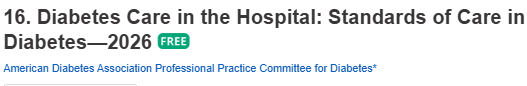 16. Diabetes Care in the Hospital: Standards of Care in
Diabetes—2026 FREE
American Diabetes Association Professional Practice Committee for Diabetes*